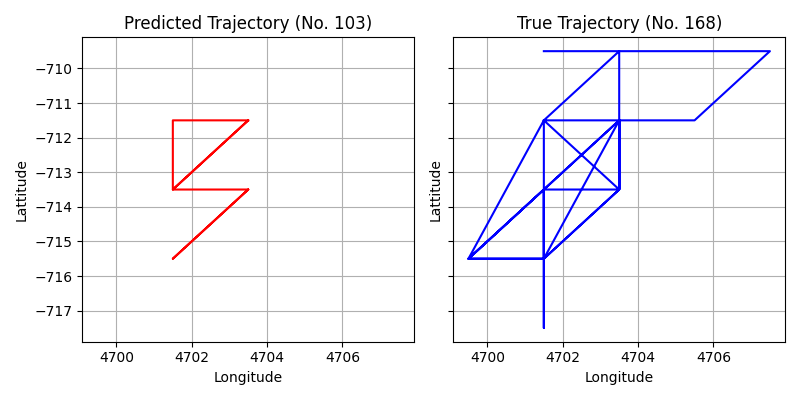 Predicted Trajectory (No. 103)
True Trajectory (No. 168)
−710
−711
−712
−713
−714
−715
−716
−717
Lattitude
Lattitude
4700
4702
4704
4706
4700
4702
4704
4706
Longitude
Longitude